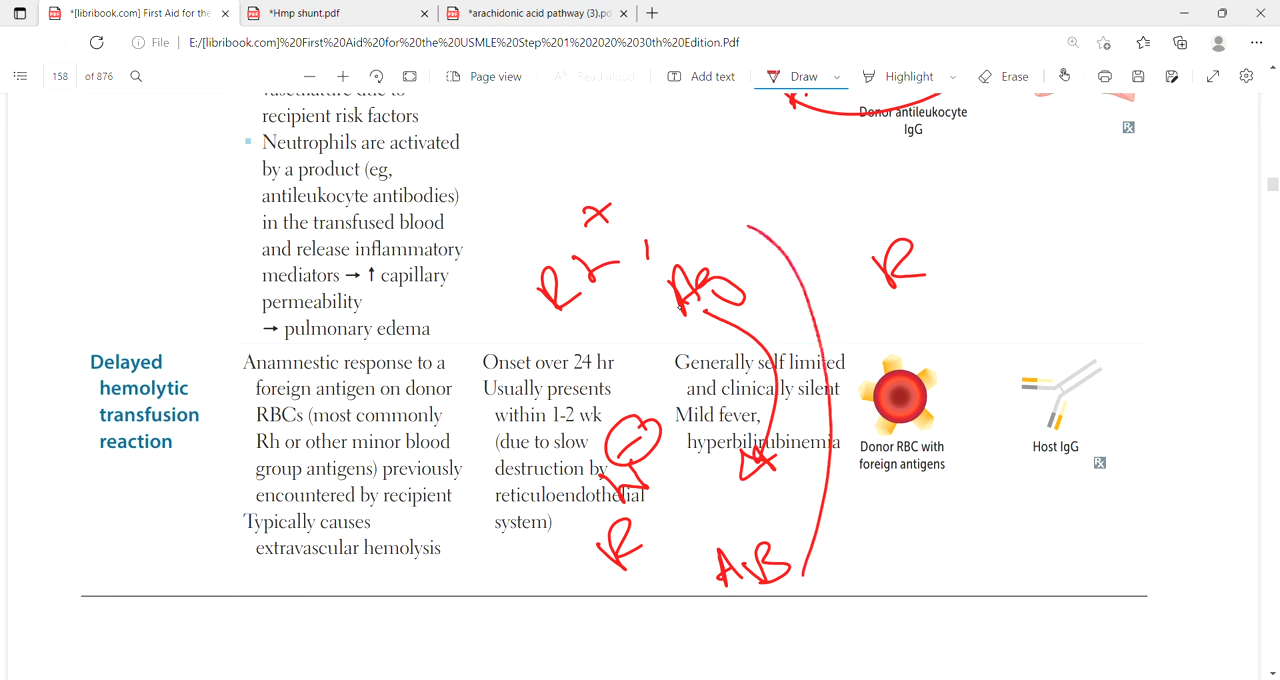 *[libribook.com] First Aid for the
*Hmp shunt.pdf
*arachidonic acid pathway (3).pd
File
E:/[libribook.com]%20First%20Aid%20for%20the%20USMLE%20Step%201%202020%2030th%20Edition.Pdf
158 of 876
Page view
Read aloud
Add text
Draw
Highlight
Erase
recipient risk factors
Neutrophils are activated
by a product (eg,
antileukocyte antibodies)
in the transfused blood
and release inflammatory
mediators → ↑ capillary
permeability
→ pulmonary edema
Donor antileukocyte
IgG
Delayed
hemolytic
transfusion
reaction
Anamnestic response to a
foreign antigen on donor
RBCs (most commonly
Rh or other minor blood
group antigens) previously
encountered by recipient
Typically causes
extravascular hemolysis
Onset over 24 hr
Usually presents
within 1-2 wk
(due to slow
destruction by
reticuloendothelial
system)
Generally self limited
and clinically silent
Mild fever,
hyperbilirubinemia
Donor RBC with
foreign antigens
Host IgG
R
R
A.B